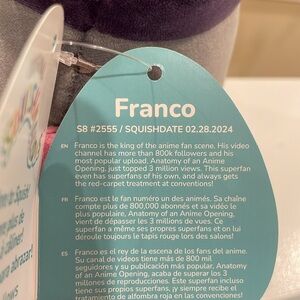 Franco
SB #2555 / SQUISHDATE 02.28.2024
EN Franco is the king of the anime fan scene. His video
channel has more than 800k followers and his
most popular upload, Anatomy of an Anime
Opening, just topped 3 million views. This superfan
even has superfans of his own, and always gets
the red-carpet treatment at conventions!
FR Franco est le fan numéro un des animés. Sa chaîne
compte plus de 800,000 abonnés et sa vidéo le
plus populaire, Anatomy of an Anime Opening,
vient de dépasser les 3 millions de vues. Ce
superfan a même ses propres superfans et on lui
déroule toujours le tapis rouge lors des salons!
ES Franco es el rey de la escena de los fans del anime.
Su canal de videos tiene más de 800 mil
seguidores y su publicación más popular, Anatomy
of an Anime Opening, acaba de superar los 3
millones de reproducciones. Este superfan incluso
tiene sus propios superfans, y siempre recibe el
tratamiento de alfombra roja en las convenciones!